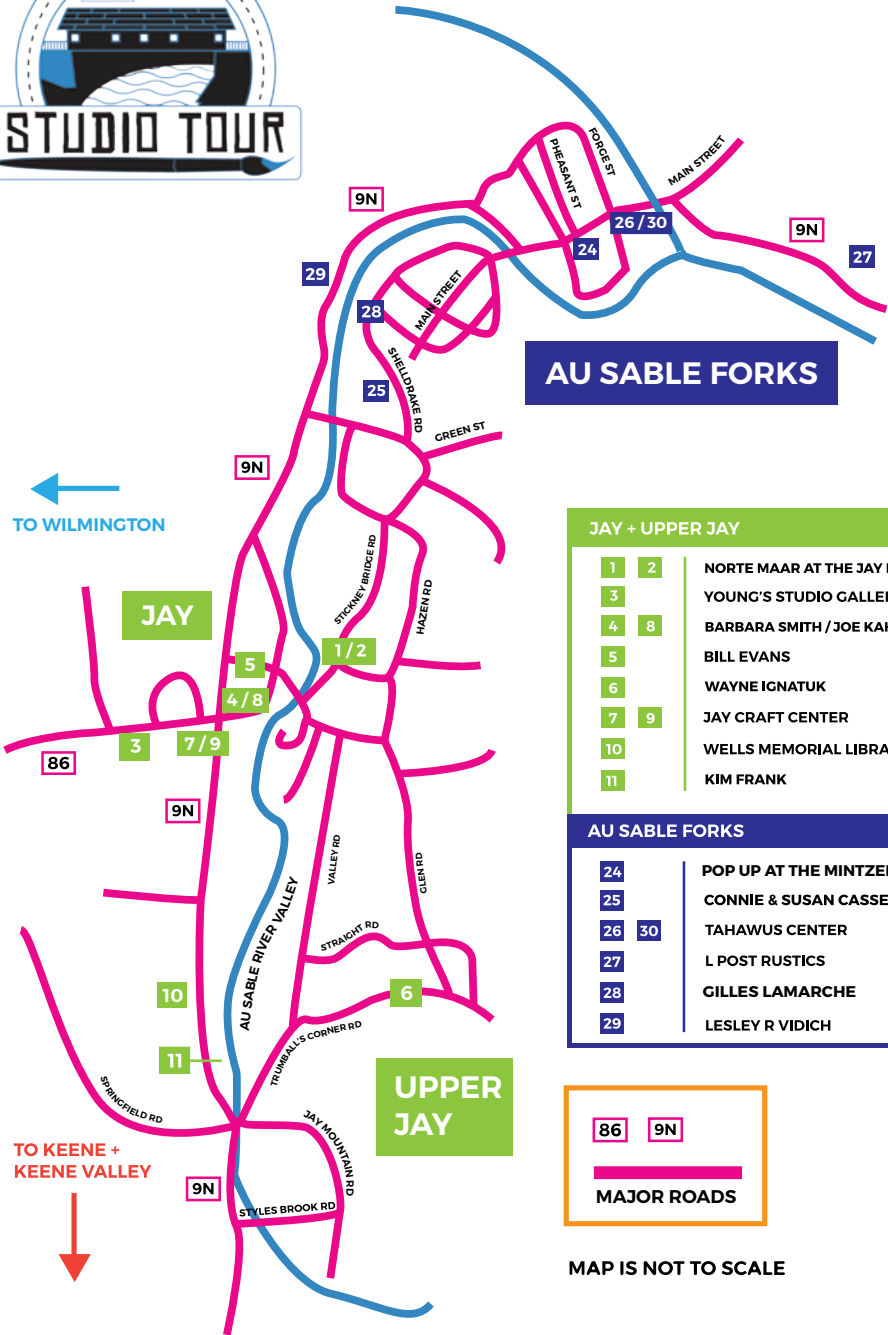 STUDIO TOUR
9N
PHEASANT ST
FORGE ST
MAIN STREET
26 / 30
24
9N
27
29
28
MAIN STREET
SHELLDRAKE RD
25
AU SABLE FORKS
GREEN ST
9N
TO WILMINGTON
STICKNEY BRIDGE RD
HAZEN RD
JAY
1 / 2
5
4 / 8
3
7 / 9
86
9N
VALLEY RD
GLEN RD
AU SABLE RIVER VALLEY
STRAIGHT RD
10
6
11
TRUMBALL'S CORNER RD
UPPER
JAY
SPRINGFIELD RD
JAY MOUNTAIN RD
TO KEENE +
KEENE VALLEY
9N
STYLES BROOK RD
JAY + UPPER JAY
1 2 NORTE MAAR AT THE JAY
3 YOUNG'S STUDIO
4 8 BARBARA SMITH / JOE
5 BILL EVANS
6 WAYNE IGNATUK
7 9 JAY CRAFT CENTER
10 WELLS MEMORIAL
11 KIM FRANK
AU SABLE FORKS
24 POP UP AT THE
25 CONNIE & SUSAN
26 30 TAHAWUS CENTER
27 L POST RUSTICS
28 GILLES LAMARCHE
29 LESLEY R VIDICH
86 9N
MAJOR ROADS
MAP IS NOT TO SCALE